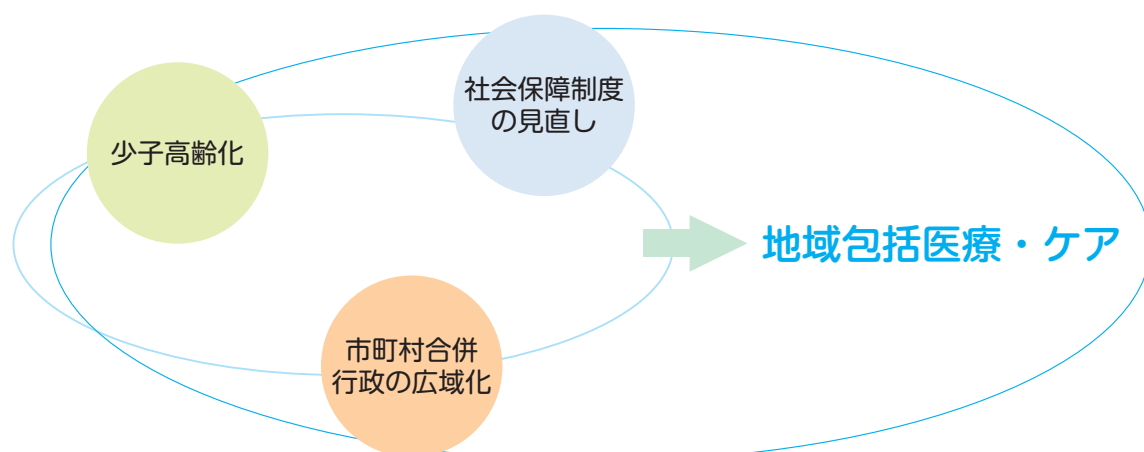 社会保障制度
の見直し
少子高齢化
地域包括医療・ケア
市町村合併
行政の広域化